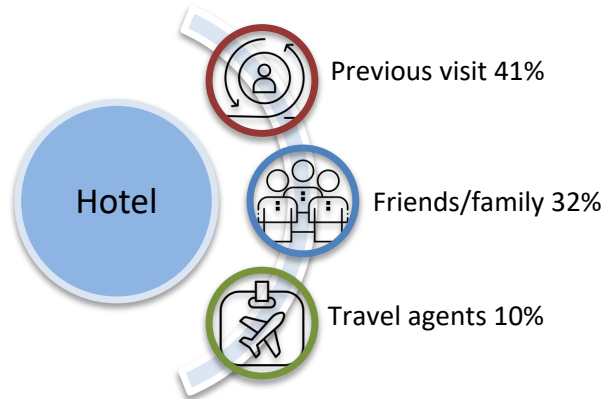 Previous visit 41%
Hotel
Friends/family 32%
Travel agents 10%